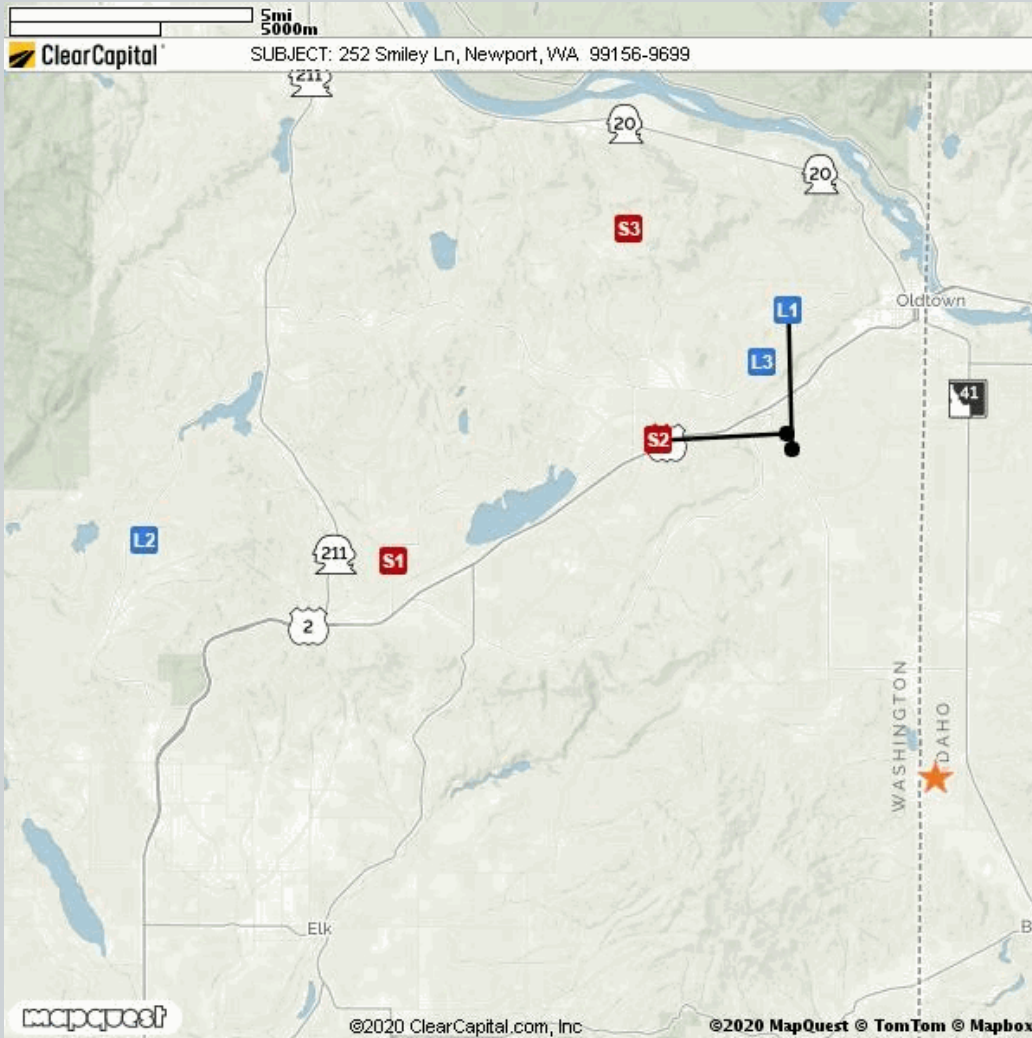 5mi
5000m
ClearCapital
SUBJECT: 252 Smiley Ln, Newport, WA 99156-9699
211
20
20
S3
Oldtown
L1
L3
41
S2
L2
211
S1
2
WASHINGTON
IDAHO
Elk
B
mapquest
©2020 ClearCapital.com, Inc
©2020 MapQuest © TomTom © Mapbox